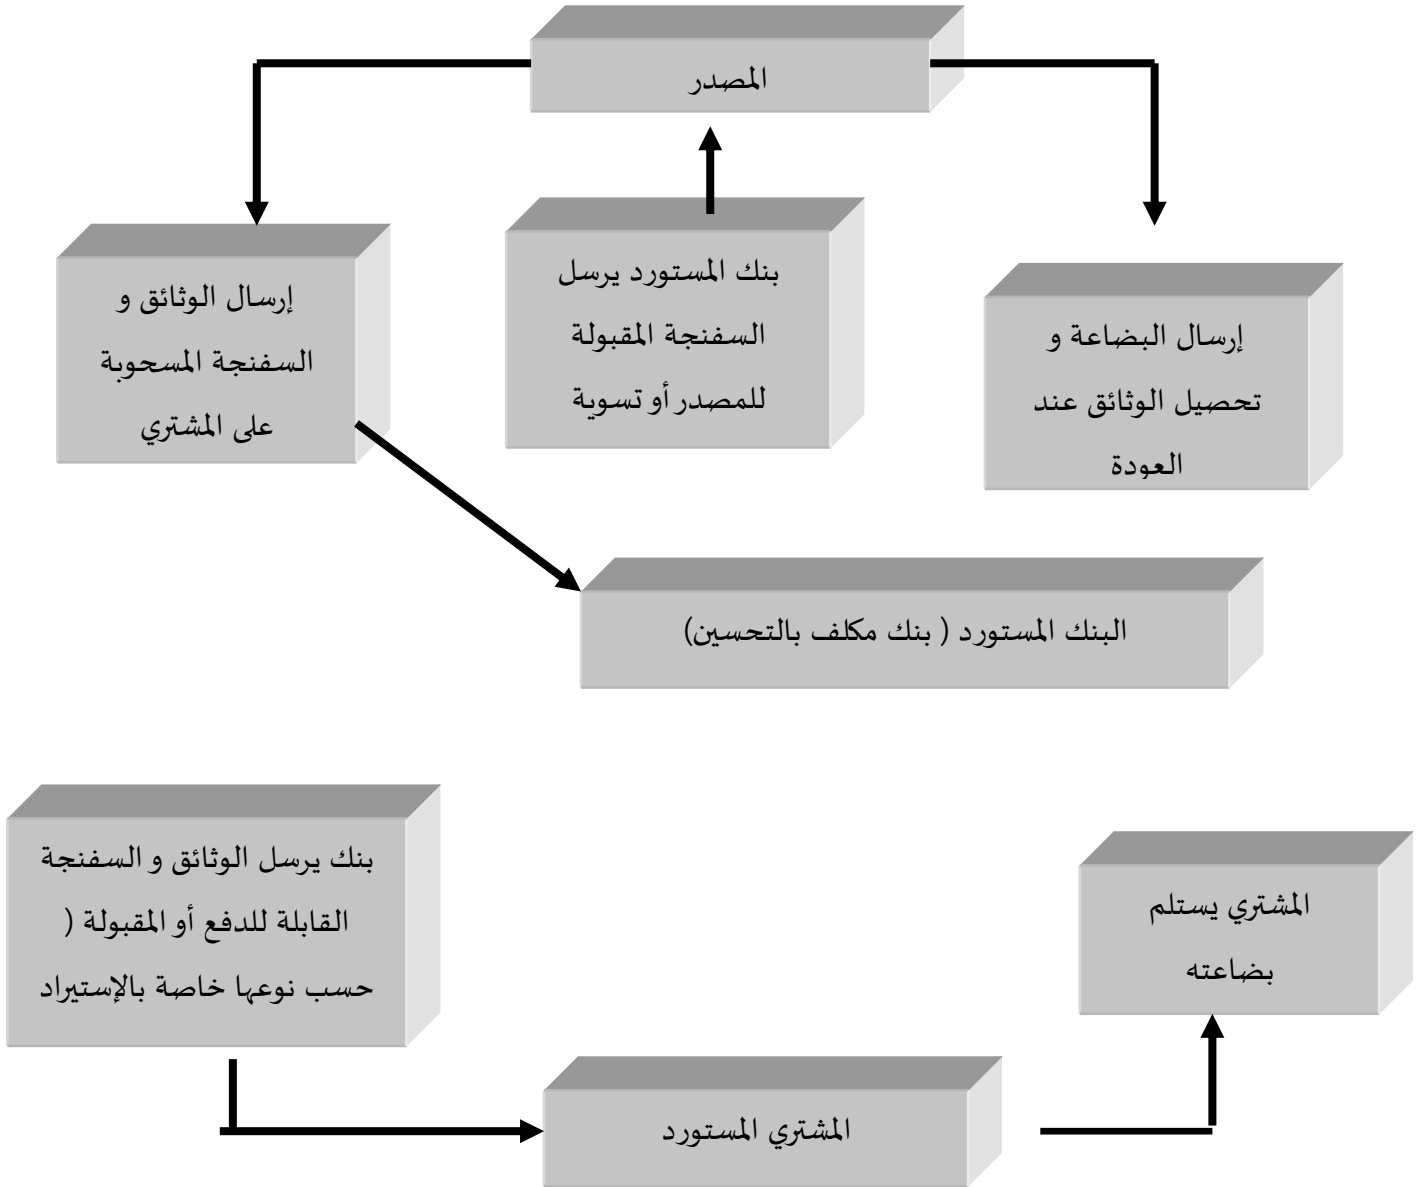 المصدر
بنك المستورد يرسل
السفنجة المقبولة
للمصدر أو تسوية
إرسال الوثائق و
السفنجة المسحوبة
على المشتري
إرسال البضاعة و
تحصيل الوثائق عند
العودة
البنك المستورد ( بنك مكلف بالتحسين)
بنك يرسل الوثائق و السفنجة
القابلة للدفع أو المقبولة (
حسب نوعها خاصة بالإستيراد
المشتري يستلم
بضاعته
المشتري المستورد